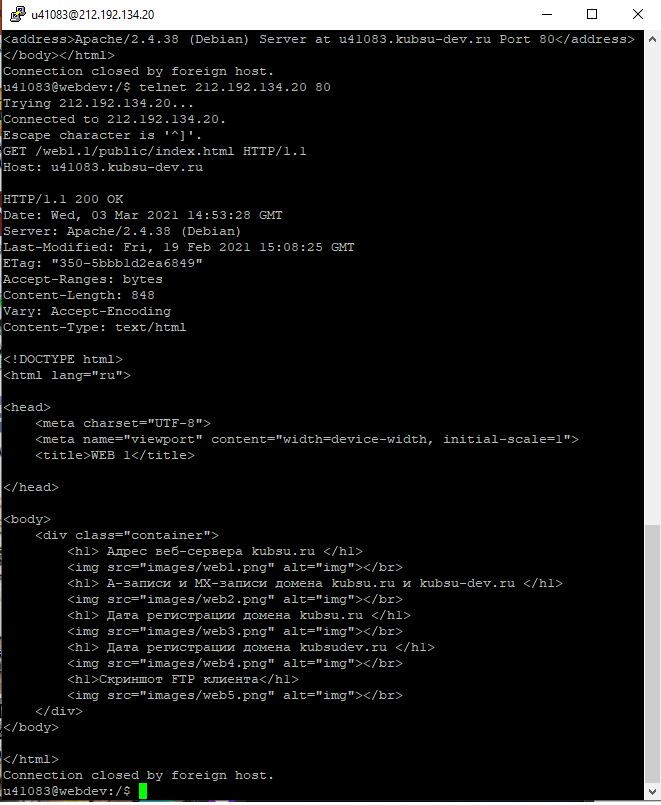 u41083@212.192.134.20
<address>Apache/2.4.38 (Debian) Server at u41083.kubsu-dev.ru Port 80</address>
</body></html>
Connection closed by foreign host.
u41083@webdev:/$ telnet 212.192.134.20 80
Trying 212.192.134.20...
Connected to 212.192.134.20.
Escape character is '^]'.
GET /web1.1/public/index.html HTTP/1.1
Host: u41083.kubsu-dev.ru

HTTP/1.1 200 OK
Date: Wed, 03 Mar 2021 14:53:28 GMT
Server: Apache/2.4.38 (Debian)
Last-Modified: Fri, 19 Feb 2021 15:08:25 GMT
ETag: "350-5bbb1d2ea6849"
Accept-Ranges: bytes
Content-Length: 848
Vary: Accept-Encoding
Content-Type: text/html

<!DOCTYPE html>
<html lang="ru">

<head>
    <meta charset="UTF-8">
    <meta name="viewport" content="width=device-width, initial-scale=1">
    <title>WEB 1</title>

</head>

<body>
    <div class="container">
        <h1> Адрес веб-сервера kubsu.ru </h1>
        <img src="images/web1.png" alt="img"></br>
        <h1> А-записи и МХ-записи домена kubsu.ru и kubsu-dev.ru </h1>
        <img src="images/web2.png" alt="img"></br>
        <h1> Дата регистрации домена kubsu.ru </h1>
        <img src="images/web3.png" alt="img"></br>
        <h1> Дата регистрации домена kubsudev.ru </h1>
        <img src="images/web4.png" alt="img"></br>
        <h1>Скриншот FTP клиента</h1>
        <img src="images/web5.png" alt="img"></br>
    </div>
</body>

</html>
Connection closed by foreign host.
u41083@webdev:/$